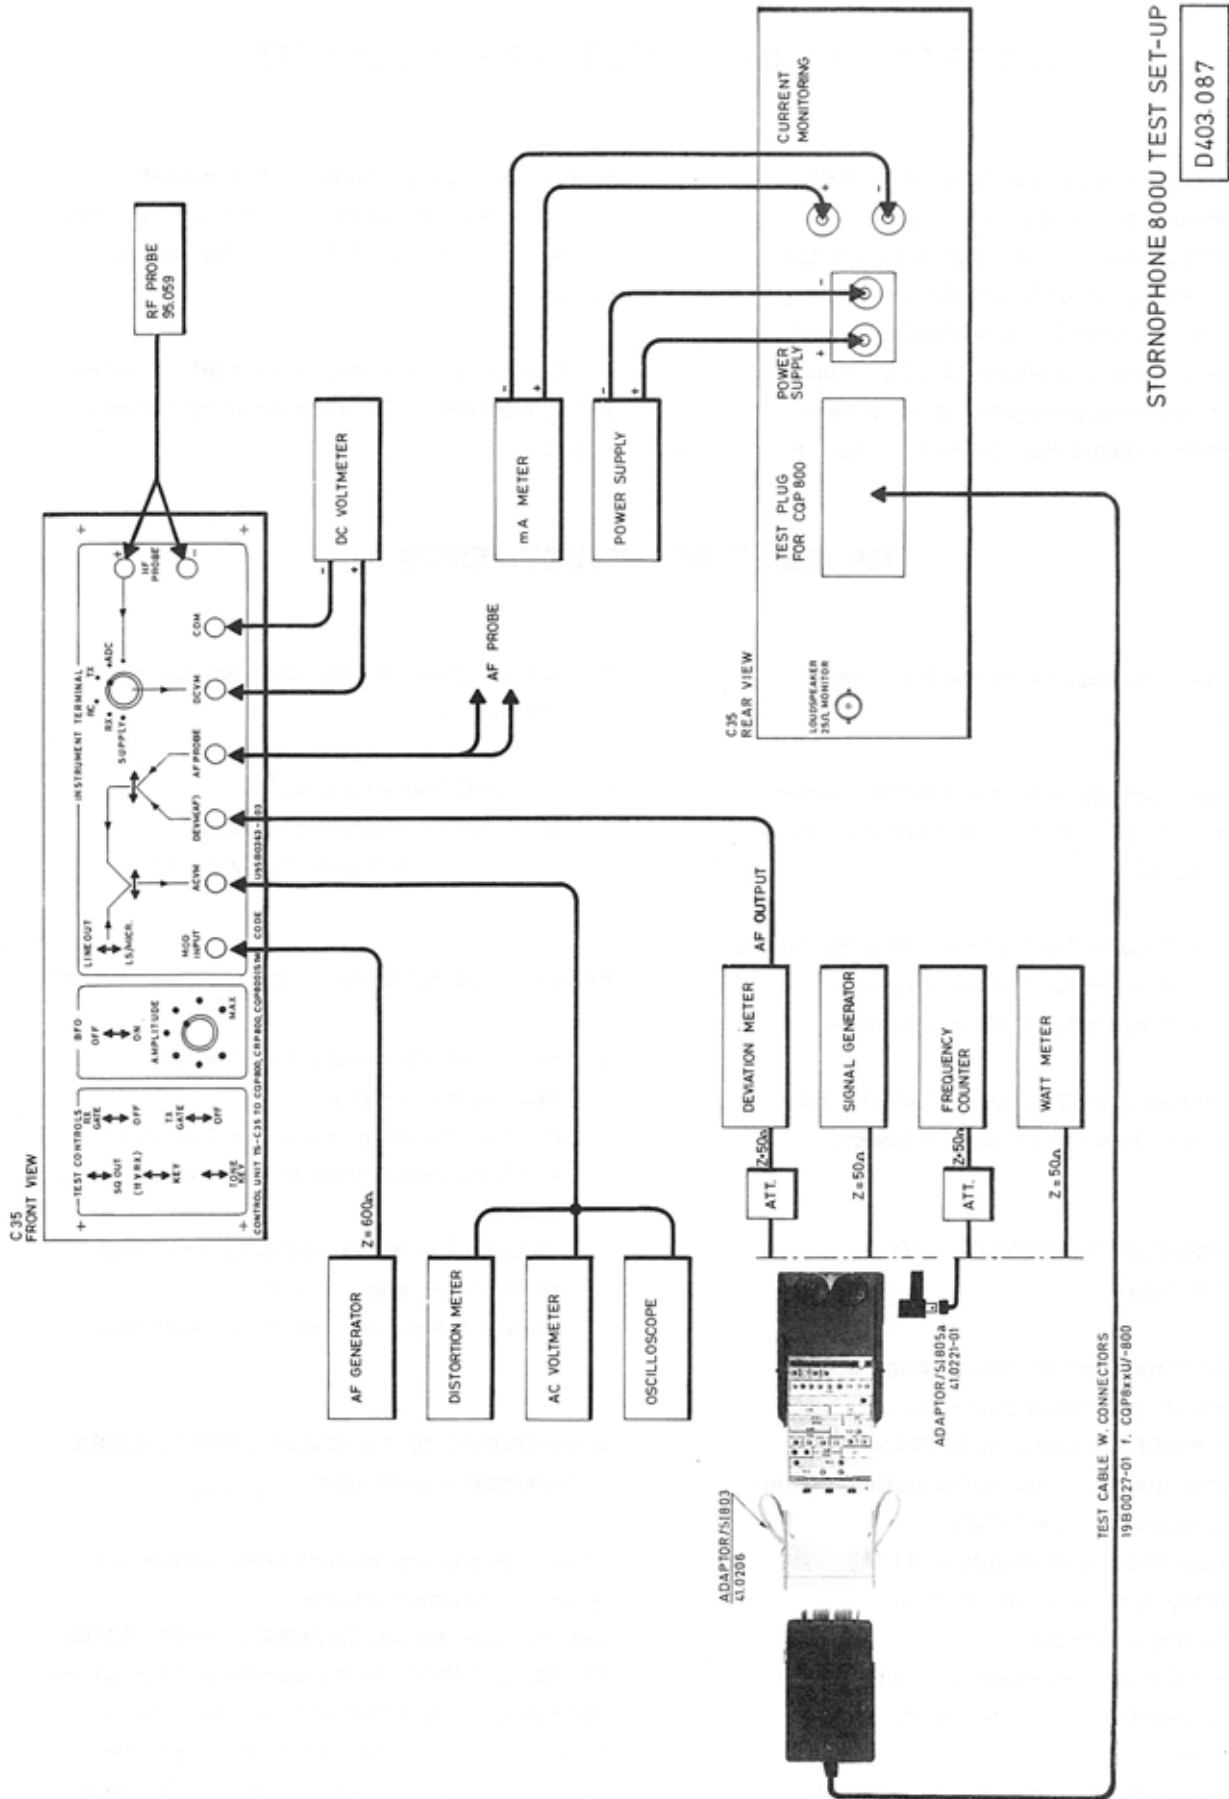 C35
FRONT VIEW
TEST CONTROLS
SQ OUT
RX
GATE
OFF
(11V RX)
KEY
TX
GATE
OFF
TONE
KEY
BFO
OFF
ON
AMPLITUDE
MAX
INSTRUMENT TERMINAL
LINE OUT
LS/MICR.
RC
TX
+ADC
RX
SUPPLY
+
HF
PROBE
-
MOD
INPUT
ACVM
DEVM(AF)
AF PROBE
DCVM
COM
CONTROL UNIT TS-C35 TO CQP800, CRP800,
CODE
RF PROBE
95.059
Z=600Ω
AF GENERATOR
DISTORTION METER
AC VOLTMETER
OSCILLOSCOPE
-
+
DC VOLTMETER
AF PROBE
-
+
mA METER
-
+
POWER SUPPLY
AF OUTPUT
DEVIATION METER
SIGNAL GENERATOR
FREQUENCY
COUNTER
WATT METER
Z=50Ω
Z=50Ω
Z=50Ω
Z=50Ω
ATT.
ATT.
C35
REAR VIEW
LOUDSPEAKER
25Ω MONITOR
TEST PLUG
FOR CQP 800
POWER
SUPPLY
+
-
CURRENT
MONITORING
+
-
ADAPTOR/S1803
41.0206
ADAPTOR/S1805a
41.0221-01
TEST CABLE W. CONNECTORS
19B0027-01 f. CQP8xxU/-800
STORNOPHONE 800U TEST SET-UP
D403.087